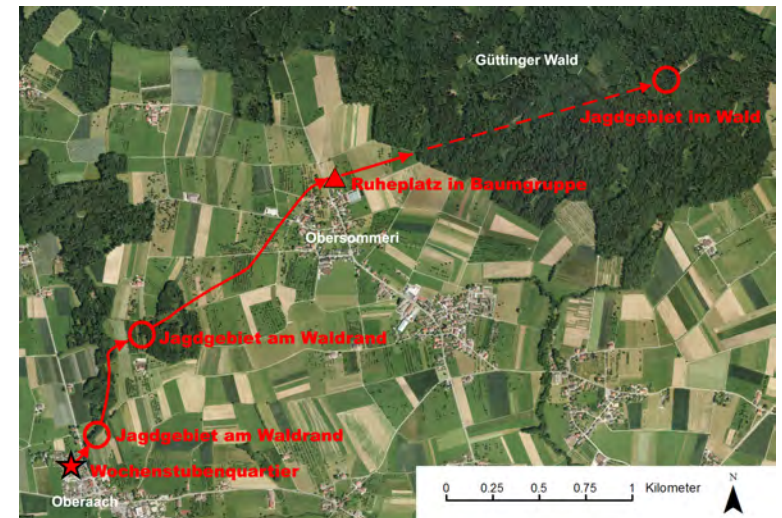 Güttinger Wald
Jagdgebiet im Wald
Ruheplatz in Baumgruppe
Obersommeri
Jagdgebiet am Waldrand
Jagdgebiet am Waldrand
Wochenstubenquartier
Oberaach
0 0.25 0.5 0.75 1 Kilometer
N